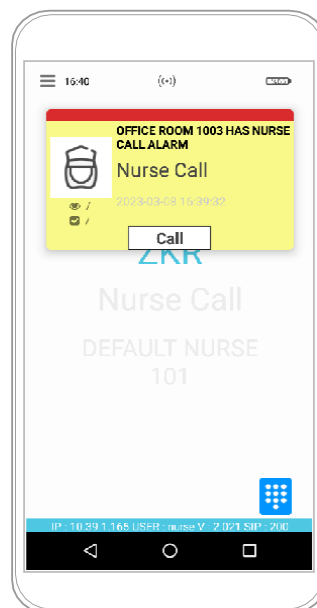 16:40
OFFICE ROOM 1003 HAS NURSE
CALL ALARM
Nurse Call
/
2023-03-08 16:39:32
/
Call
ZKR
Nurse Call
DEFAULT NURSE
101
IP : 10.39.1.165 USER : nurse V : 2.021 SIP : 200